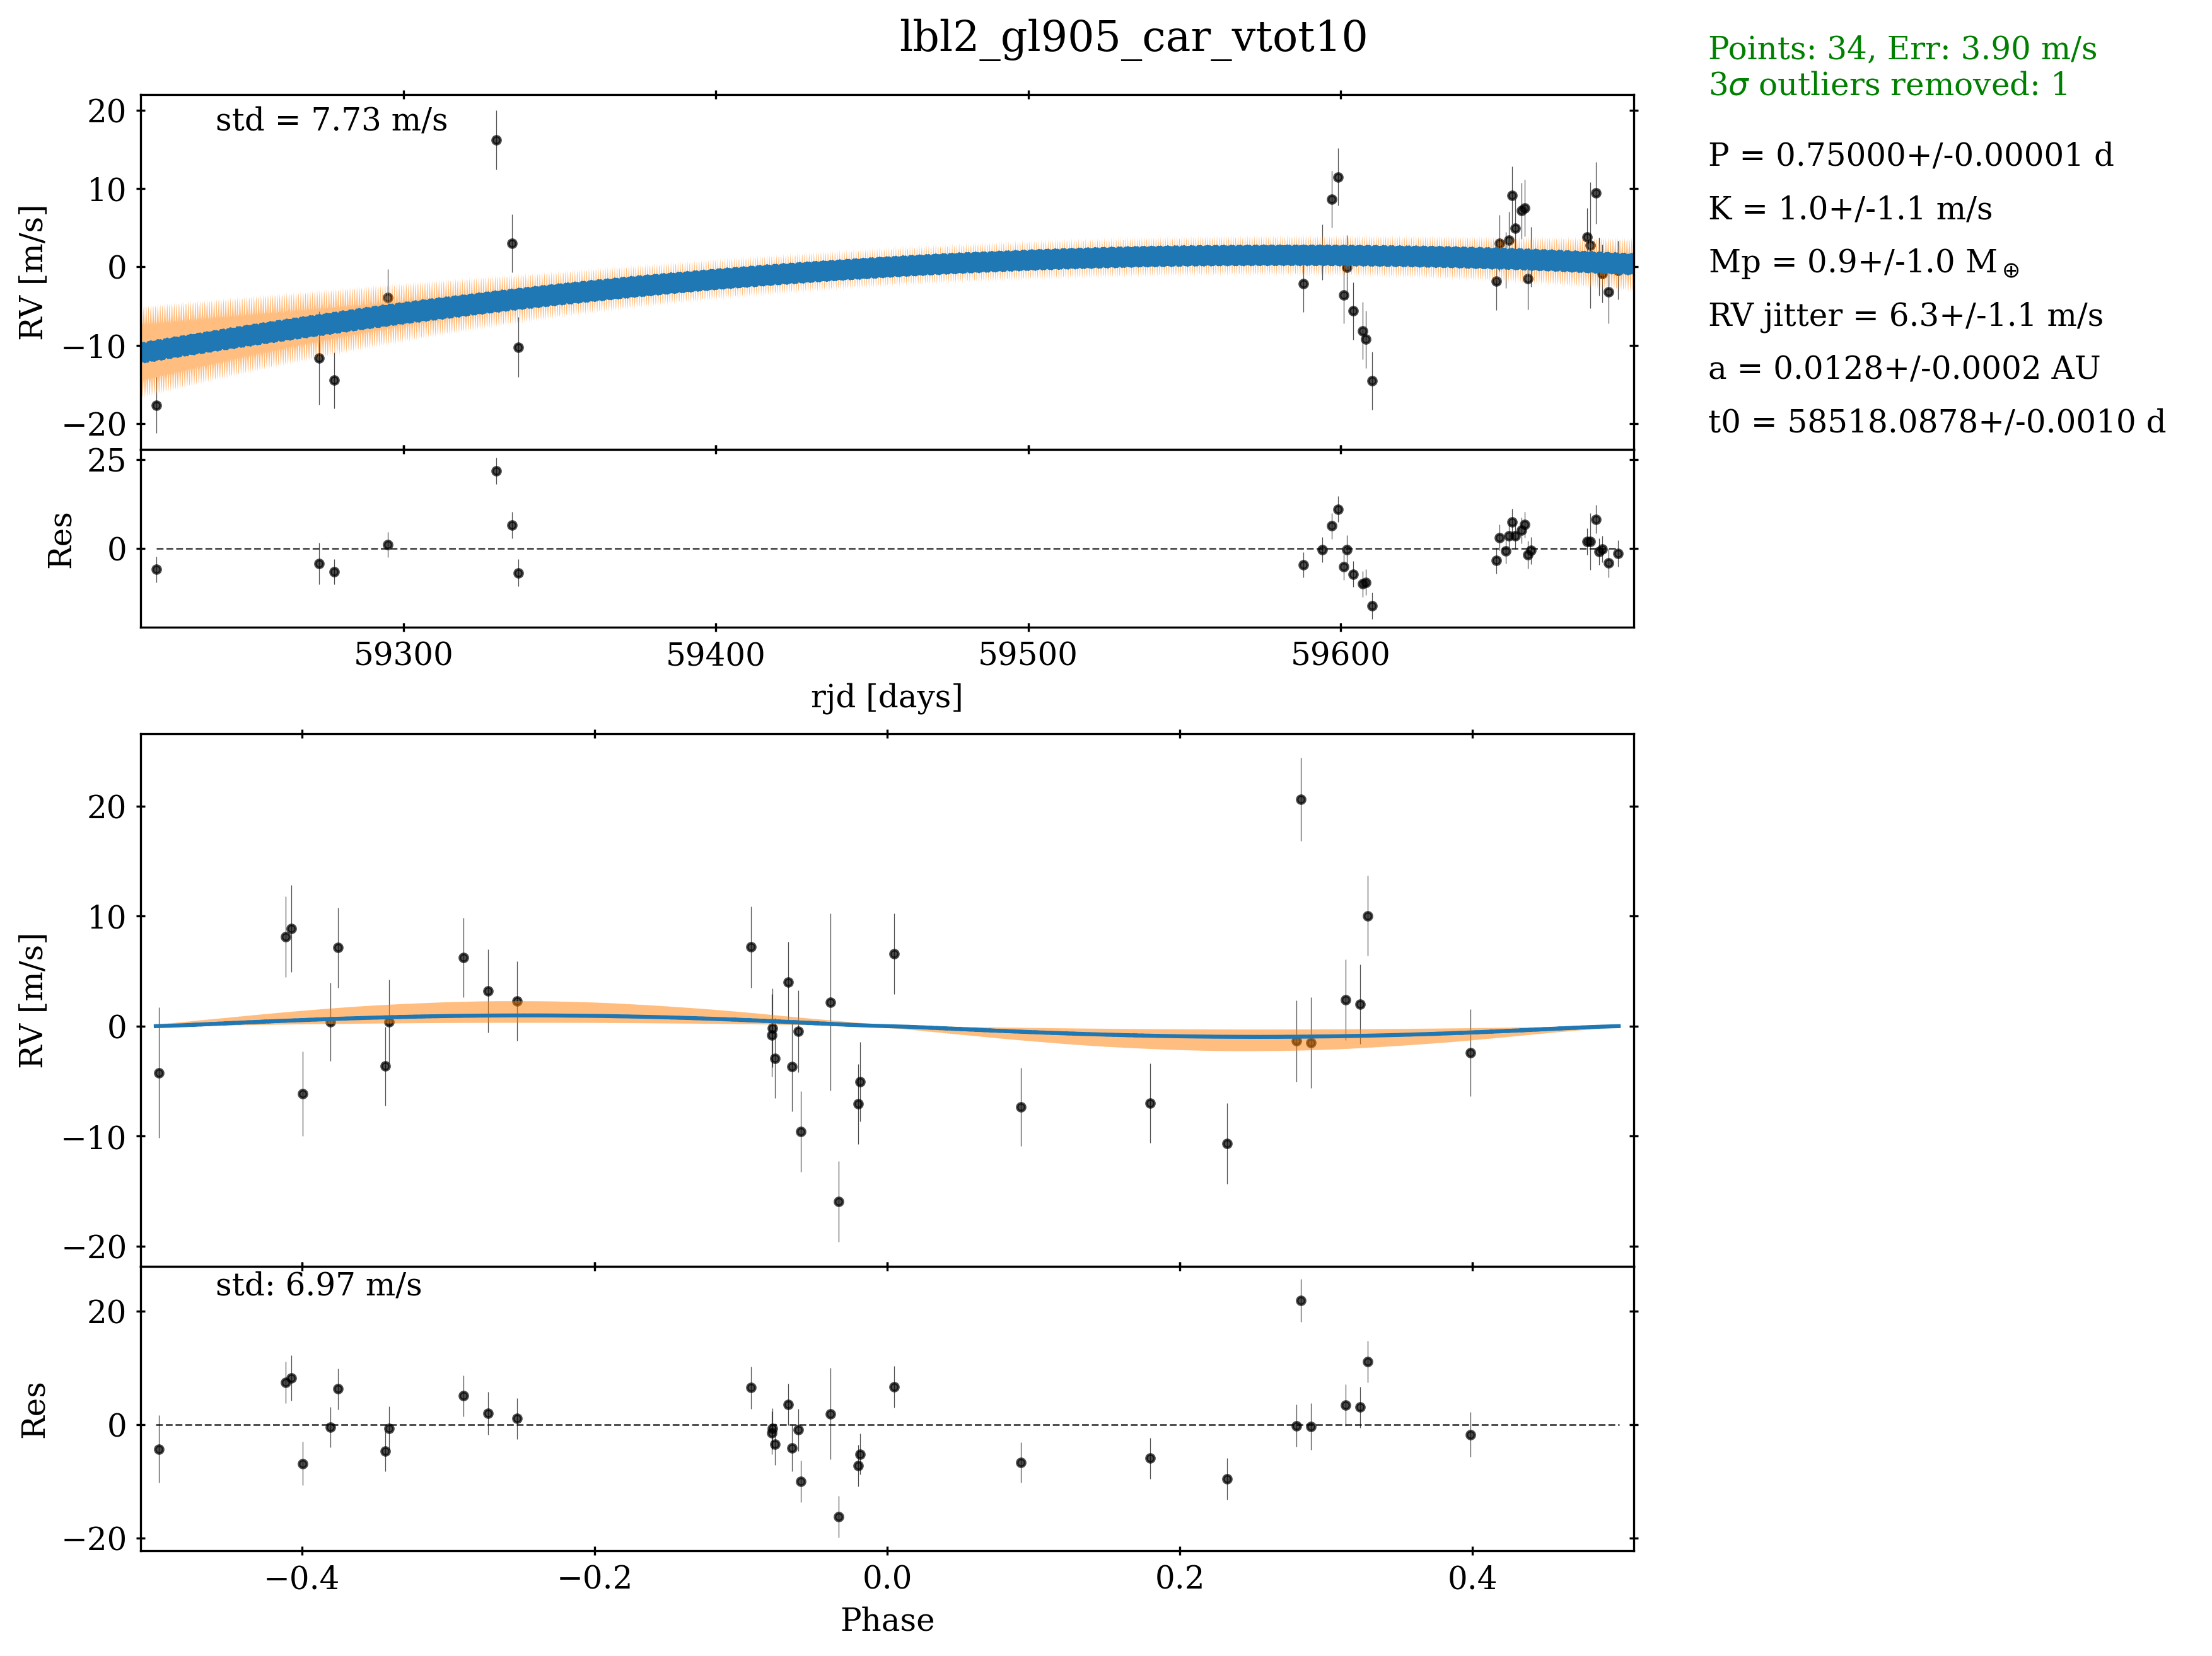 lbl2_gl905_car_vtot10
Points: 34, Err: 3.90 m/s
3σ outliers removed: 1
P = 0.75000+/-0.00001 d
K = 1.0+/-1.1 m/s
Mp = 0.9+/-1.0 M⊕
RV jitter = 6.3+/-1.1 m/s
a = 0.0128+/-0.0002 AU
t0 = 58518.0878+/-0.0010 d
std = 7.73 m/s
20
10
0
−10
−20
RV [m/s]
25
0
Res
59300 59400 59500 59600
rjd [days]
20
10
0
−10
−20
RV [m/s]
std: 6.97 m/s
20
0
−20
Res
−0.4 −0.2 0.0 0.2 0.4
Phase